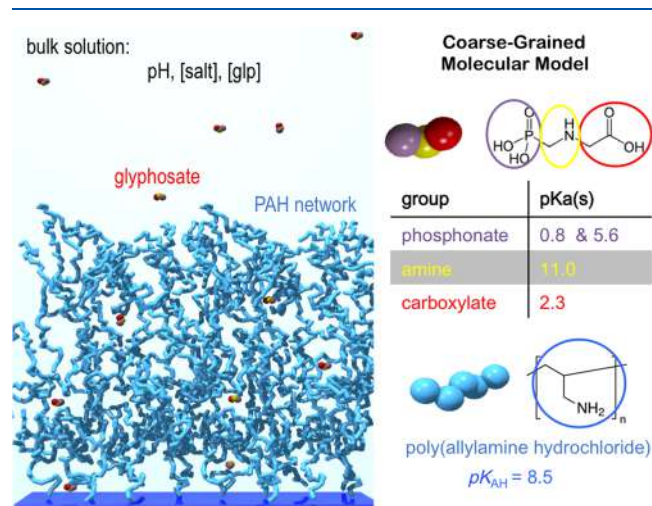 bulk solution:
pH, [salt], [glp]
glyphosate
PAH network
Coarse-Grained
Molecular Model
O
HO P N H O OH
HO
group pKa(s)
phosphonate 0.8 & 5.6
amine 11.0
carboxylate 2.3
NH2
n
poly(allylamine hydrochloride)
pKAH = 8.5